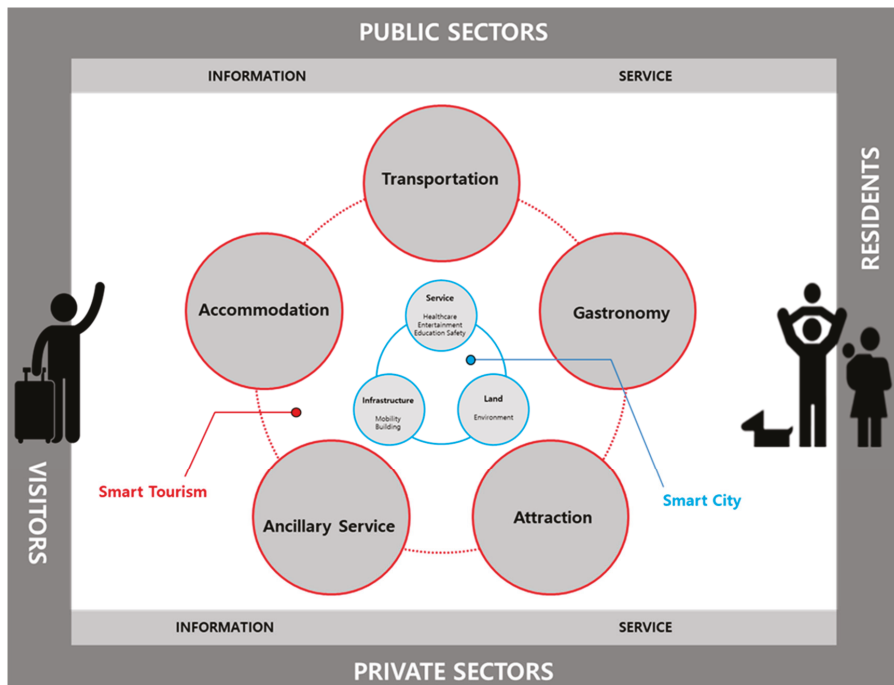 PUBLIC SECTORS
INFORMATION
SERVICE
Transportation
Accommodation
Gastronomy
Service
Healthcare
Entertainment
Education Safety
Infrastructure
Mobility
Building
Land
Environment
Smart Tourism
Smart City
Ancillary Service
Attraction
VISITORS
RESIDENTS
INFORMATION
SERVICE
PRIVATE SECTORS